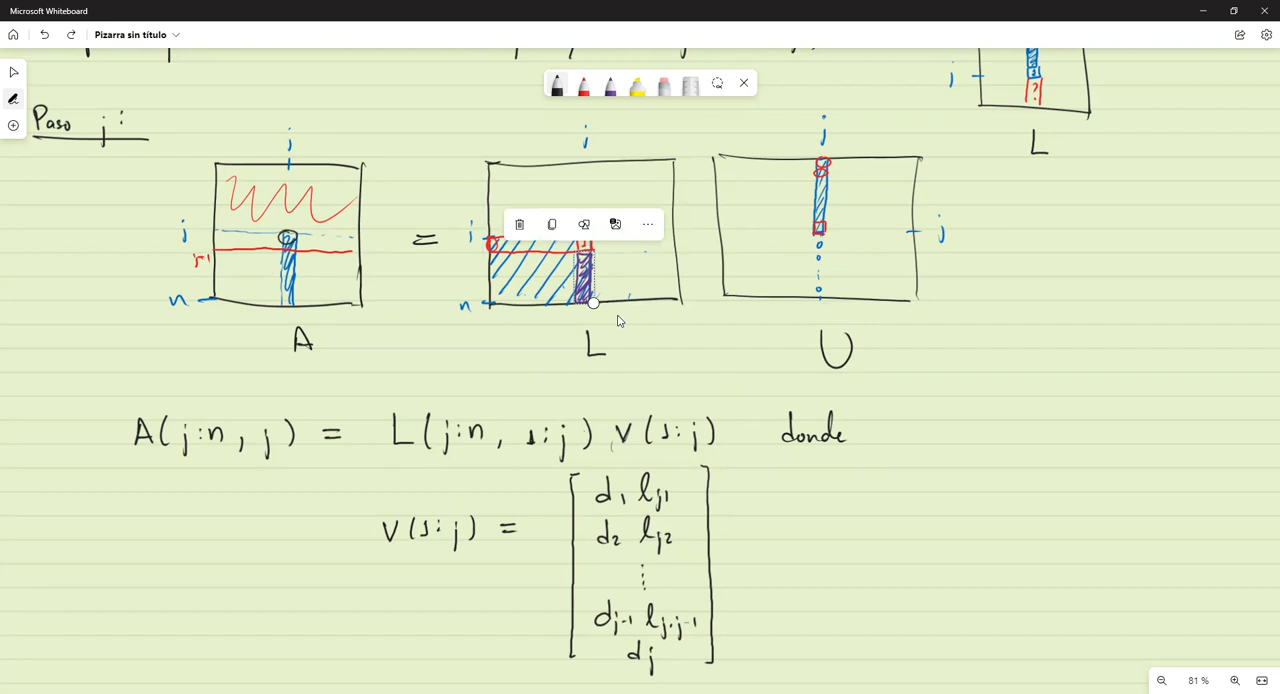 Microsoft Whiteboard
Pizarra sin título
Paso j:
j
?
L
j
j
j
j
r1
n
A
=
j
n
L
j
U
A(j:n, j) = L(j:n, 1:j) v(1:j) donde
v(1:j) =
d1 lj1
d2 lj2
⋮
dj-1 lj,j-1
dj
81 %